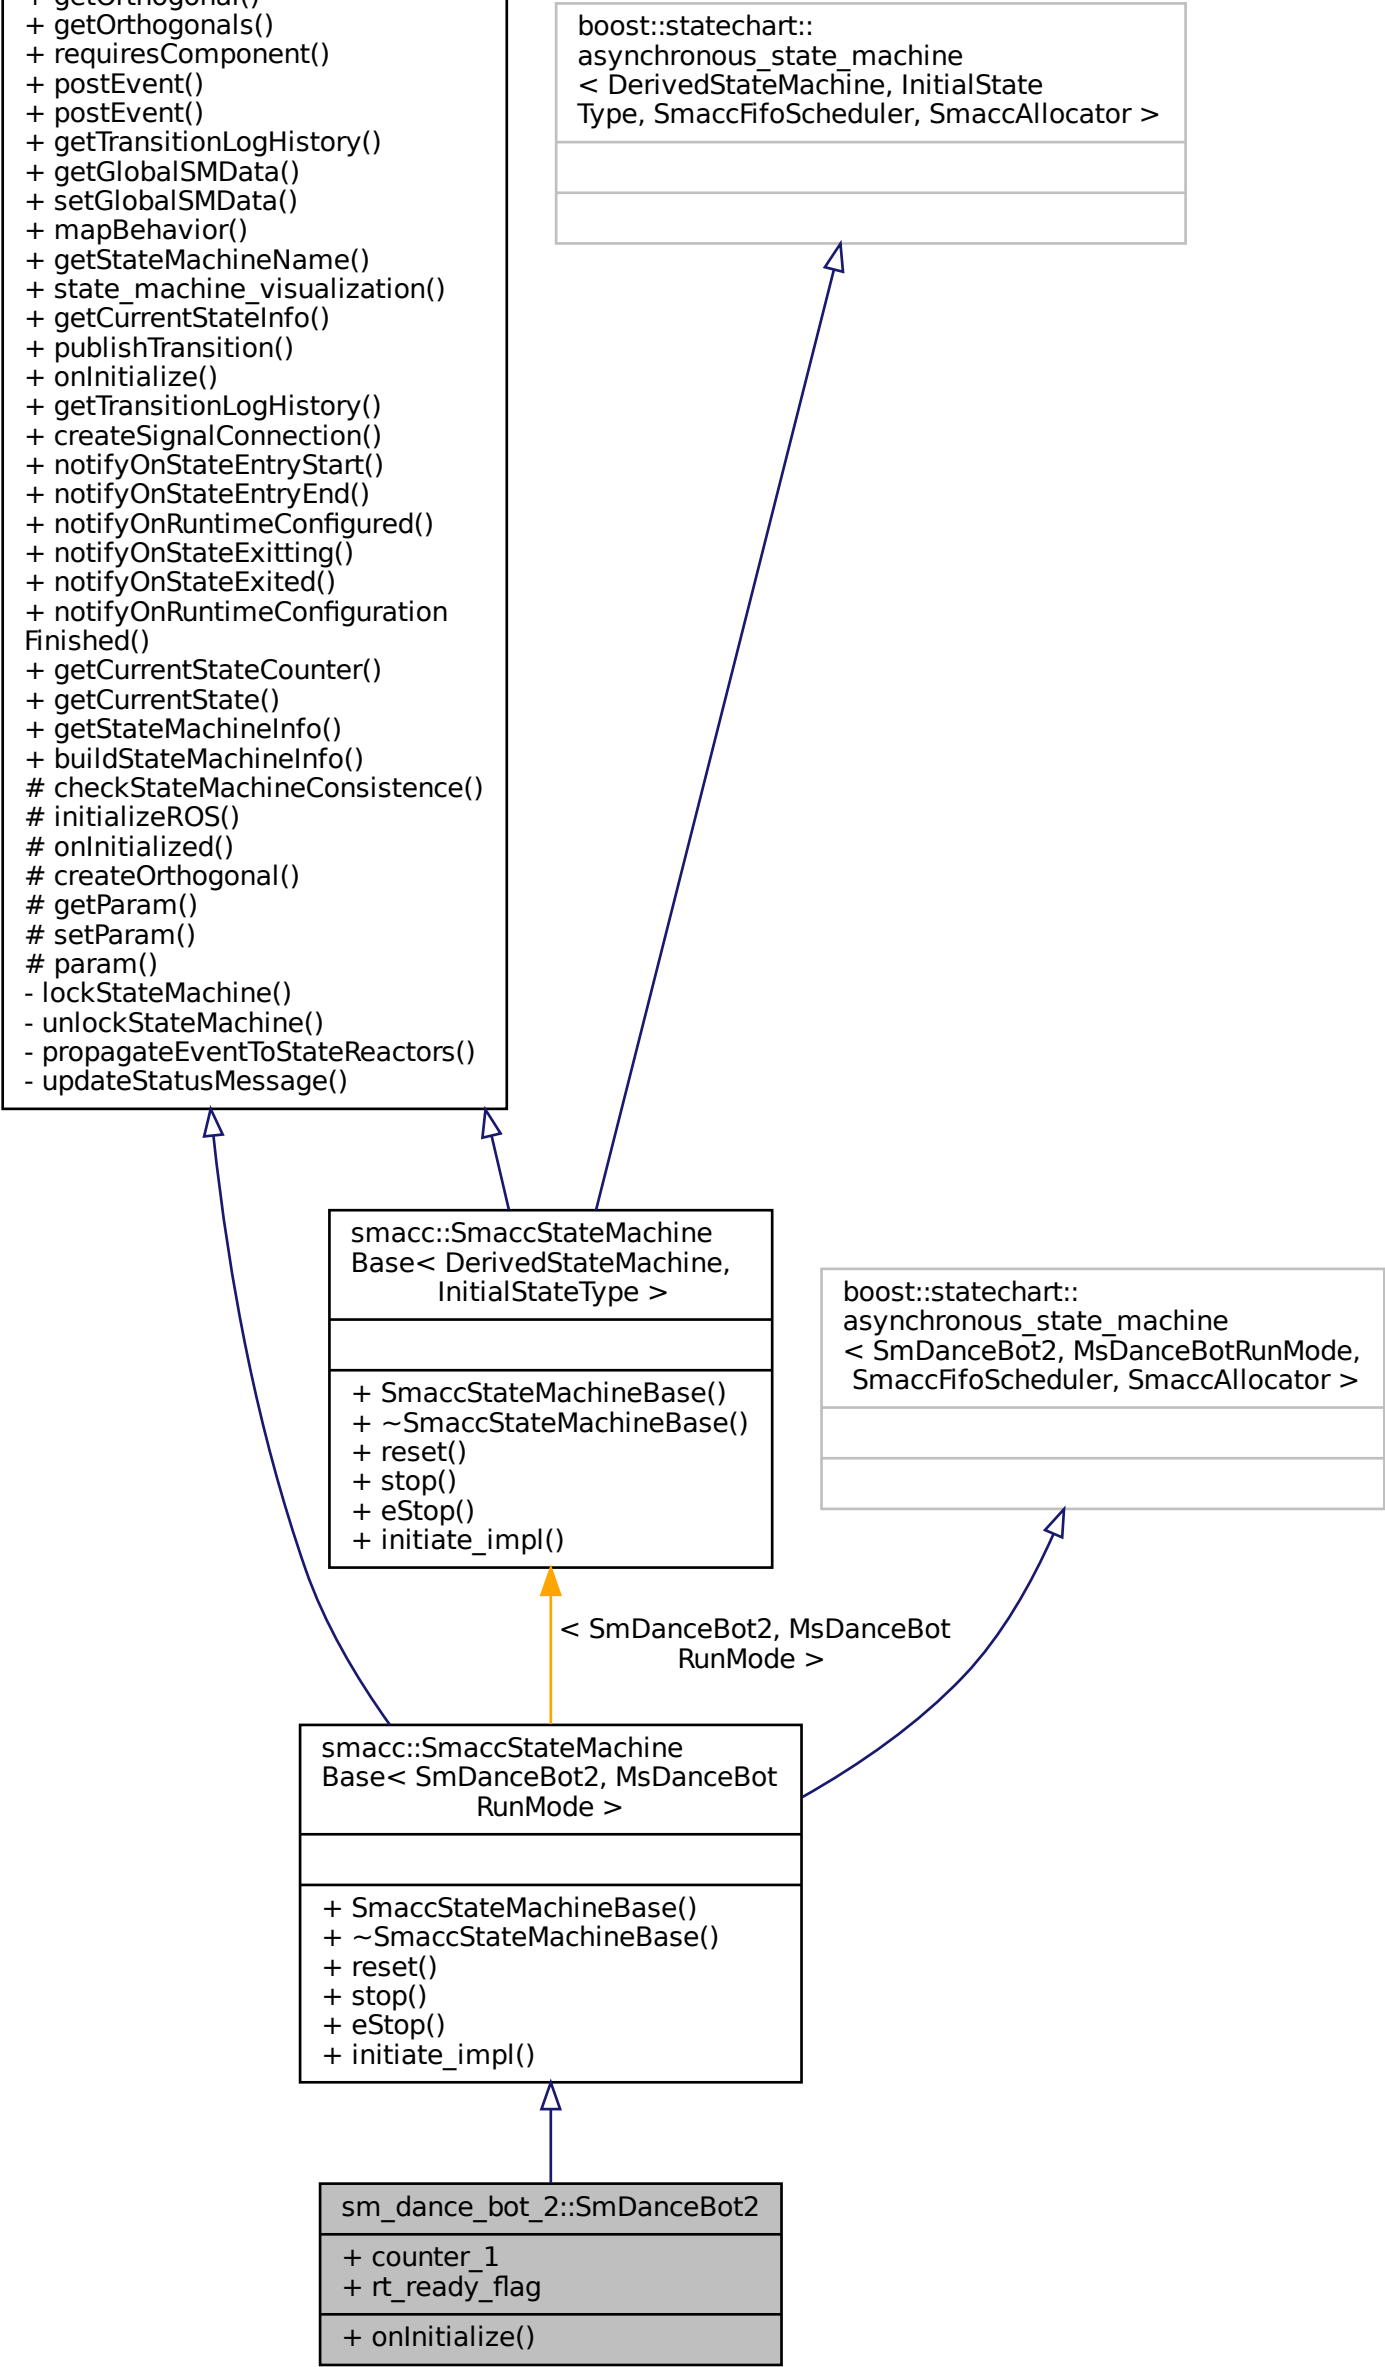 + getOrthogonal()
+ getOrthogonals()
+ requiresComponent()
+ postEvent()
+ postEvent()
+ getTransitionLogHistory()
+ getGlobalSMData()
+ setGlobalSMData()
+ mapBehavior()
+ getStateMachineName()
+ state_machine_visualization()
+ getCurrentStateInfo()
+ publishTransition()
+ onInitialize()
+ getTransitionLogHistory()
+ createSignalConnection()
+ notifyOnStateEntryStart()
+ notifyOnStateEntryEnd()
+ notifyOnRuntimeConfigured()
+ notifyOnStateExitting()
+ notifyOnStateExited()
+ notifyOnRuntimeConfiguration
Finished()
+ getCurrentStateCounter()
+ getCurrentState()
+ getStateMachineInfo()
+ buildStateMachineInfo()
# checkStateMachineConsistence()
# initializeROS()
# onInitialized()
# createOrthogonal()
# getParam()
# setParam()
# param()
- lockStateMachine()
- unlockStateMachine()
- propagateEventToStateReactors()
- updateStatusMessage()
boost::statechart::
asynchronous_state_machine
< DerivedStateMachine, InitialState
Type, SmaccFifoScheduler, SmaccAllocator >
smacc::SmaccStateMachine
Base< DerivedStateMachine,
InitialStateType >
+ SmaccStateMachineBase()
+ ~SmaccStateMachineBase()
+ reset()
+ stop()
+ eStop()
+ initiate_impl()
boost::statechart::
asynchronous_state_machine
< SmDanceBot2, MsDanceBotRunMode,
SmaccFifoScheduler, SmaccAllocator >
< SmDanceBot2, MsDanceBot
RunMode >
smacc::SmaccStateMachine
Base< SmDanceBot2, MsDanceBot
RunMode >
+ SmaccStateMachineBase()
+ ~SmaccStateMachineBase()
+ reset()
+ stop()
+ eStop()
+ initiate_impl()
sm_dance_bot_2::SmDanceBot2
+ counter_1
+ rt_ready_flag
+ onInitialize()